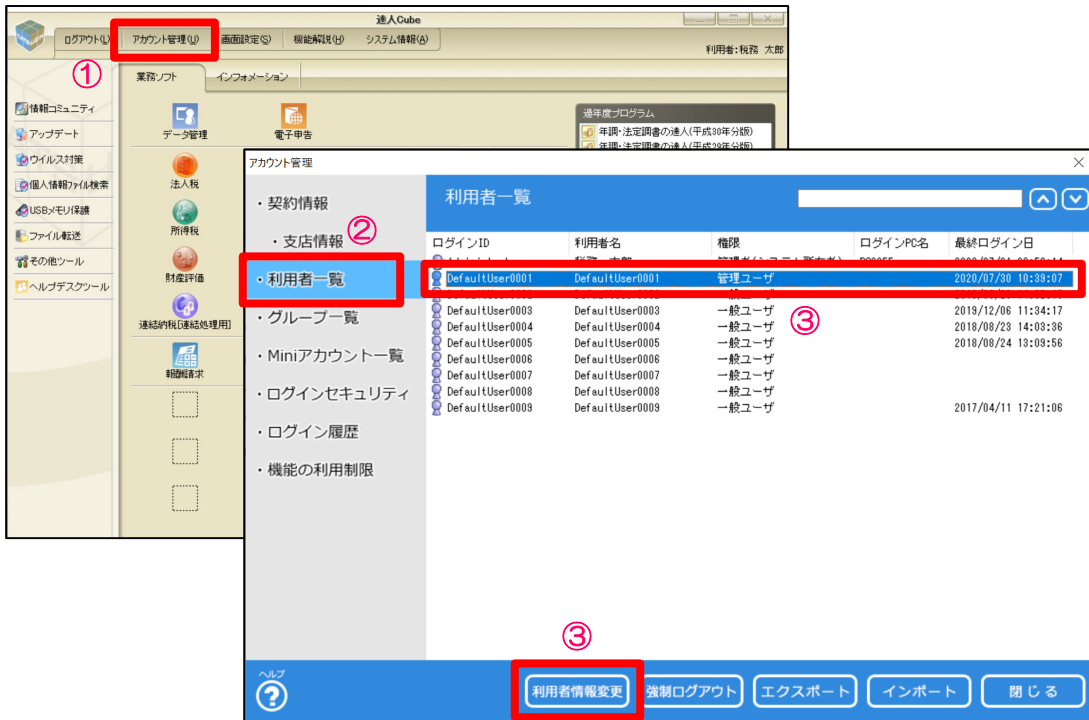 達人Cube
ログアウト(L) アカウント管理(U) 画面設定(S) 機能解説(H) システム情報(A)
利用者:税務 太郎
①
業務ソフト インフォメーション
情報コミュニティ
アップデート
ウイルス対策
個人情報ファイル検索
USBメモリ保護
ファイル転送
その他ツール
ヘルプデスクツール
データ管理 電子申告
法人税
所得税
財産評価
連結納税[連結処理用]
報酬請求
過年度プログラム
年調・法定調書の達人(平成30年分版)
年調・法定調書の達人(平成29年分版)
アカウント管理
・契約情報
・支店情報
②
・利用者一覧
・グループ一覧
・Miniアカウント一覧
・ログインセキュリティ
・ログイン履歴
・機能の利用制限
利用者一覧
ログインID 利用者名 権限 ログインPC名 最終ログイン日
DefaultUser0001 DefaultUser0001 管理ユーザ 2020/07/30 10:39:07
DefaultUser0003 DefaultUser0003 一般ユーザ 2019/12/06 11:34:17
③
DefaultUser0004 DefaultUser0004 一般ユーザ 2018/08/23 14:03:36
DefaultUser0005 DefaultUser0005 一般ユーザ 2018/08/24 13:09:56
DefaultUser0006 DefaultUser0006 一般ユーザ
DefaultUser0007 DefaultUser0007 一般ユーザ
DefaultUser0008 DefaultUser0008 一般ユーザ
DefaultUser0009 DefaultUser0009 一般ユーザ 2017/04/11 17:21:06
③
ヘルプ
?
利用者情報変更 強制ログアウト エクスポート インポート 閉じる